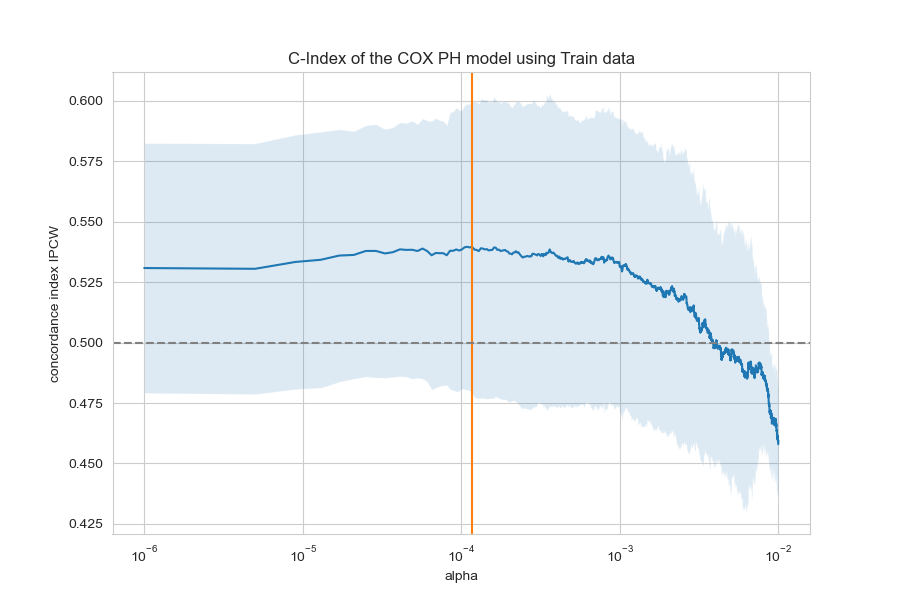 C-Index of the COX PH model using Train data
concordance index IPCW
0.600
0.575
0.550
0.525
0.500
0.475
0.450
0.425
10⁻⁶ 10⁻⁵ 10⁻⁴ 10⁻³ 10⁻²
alpha